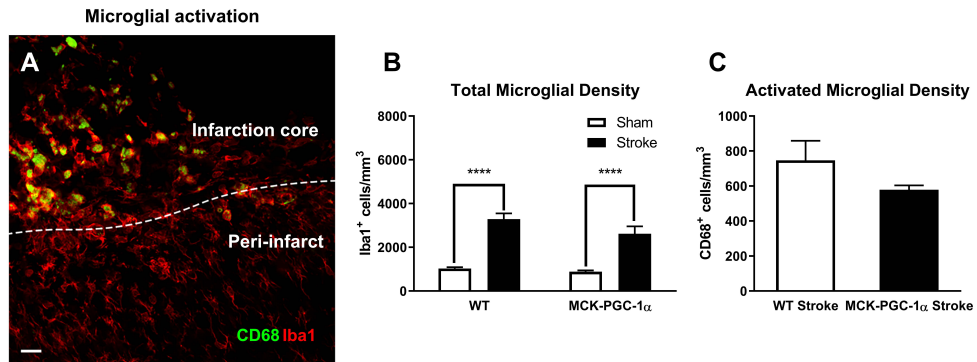 Microglial activation
A
Infarction core
Peri-infarct
CD68 Iba1
B
Total Microglial Density
Sham
Stroke
Iba1+ cells/mm3
8000
6000
4000
2000
0
****
****
WT
MCK-PGC-1α
C
Activated Microglial Density
CD68+ cells/mm3
1000
800
600
400
200
0
WT Stroke
MCK-PGC-1α Stroke